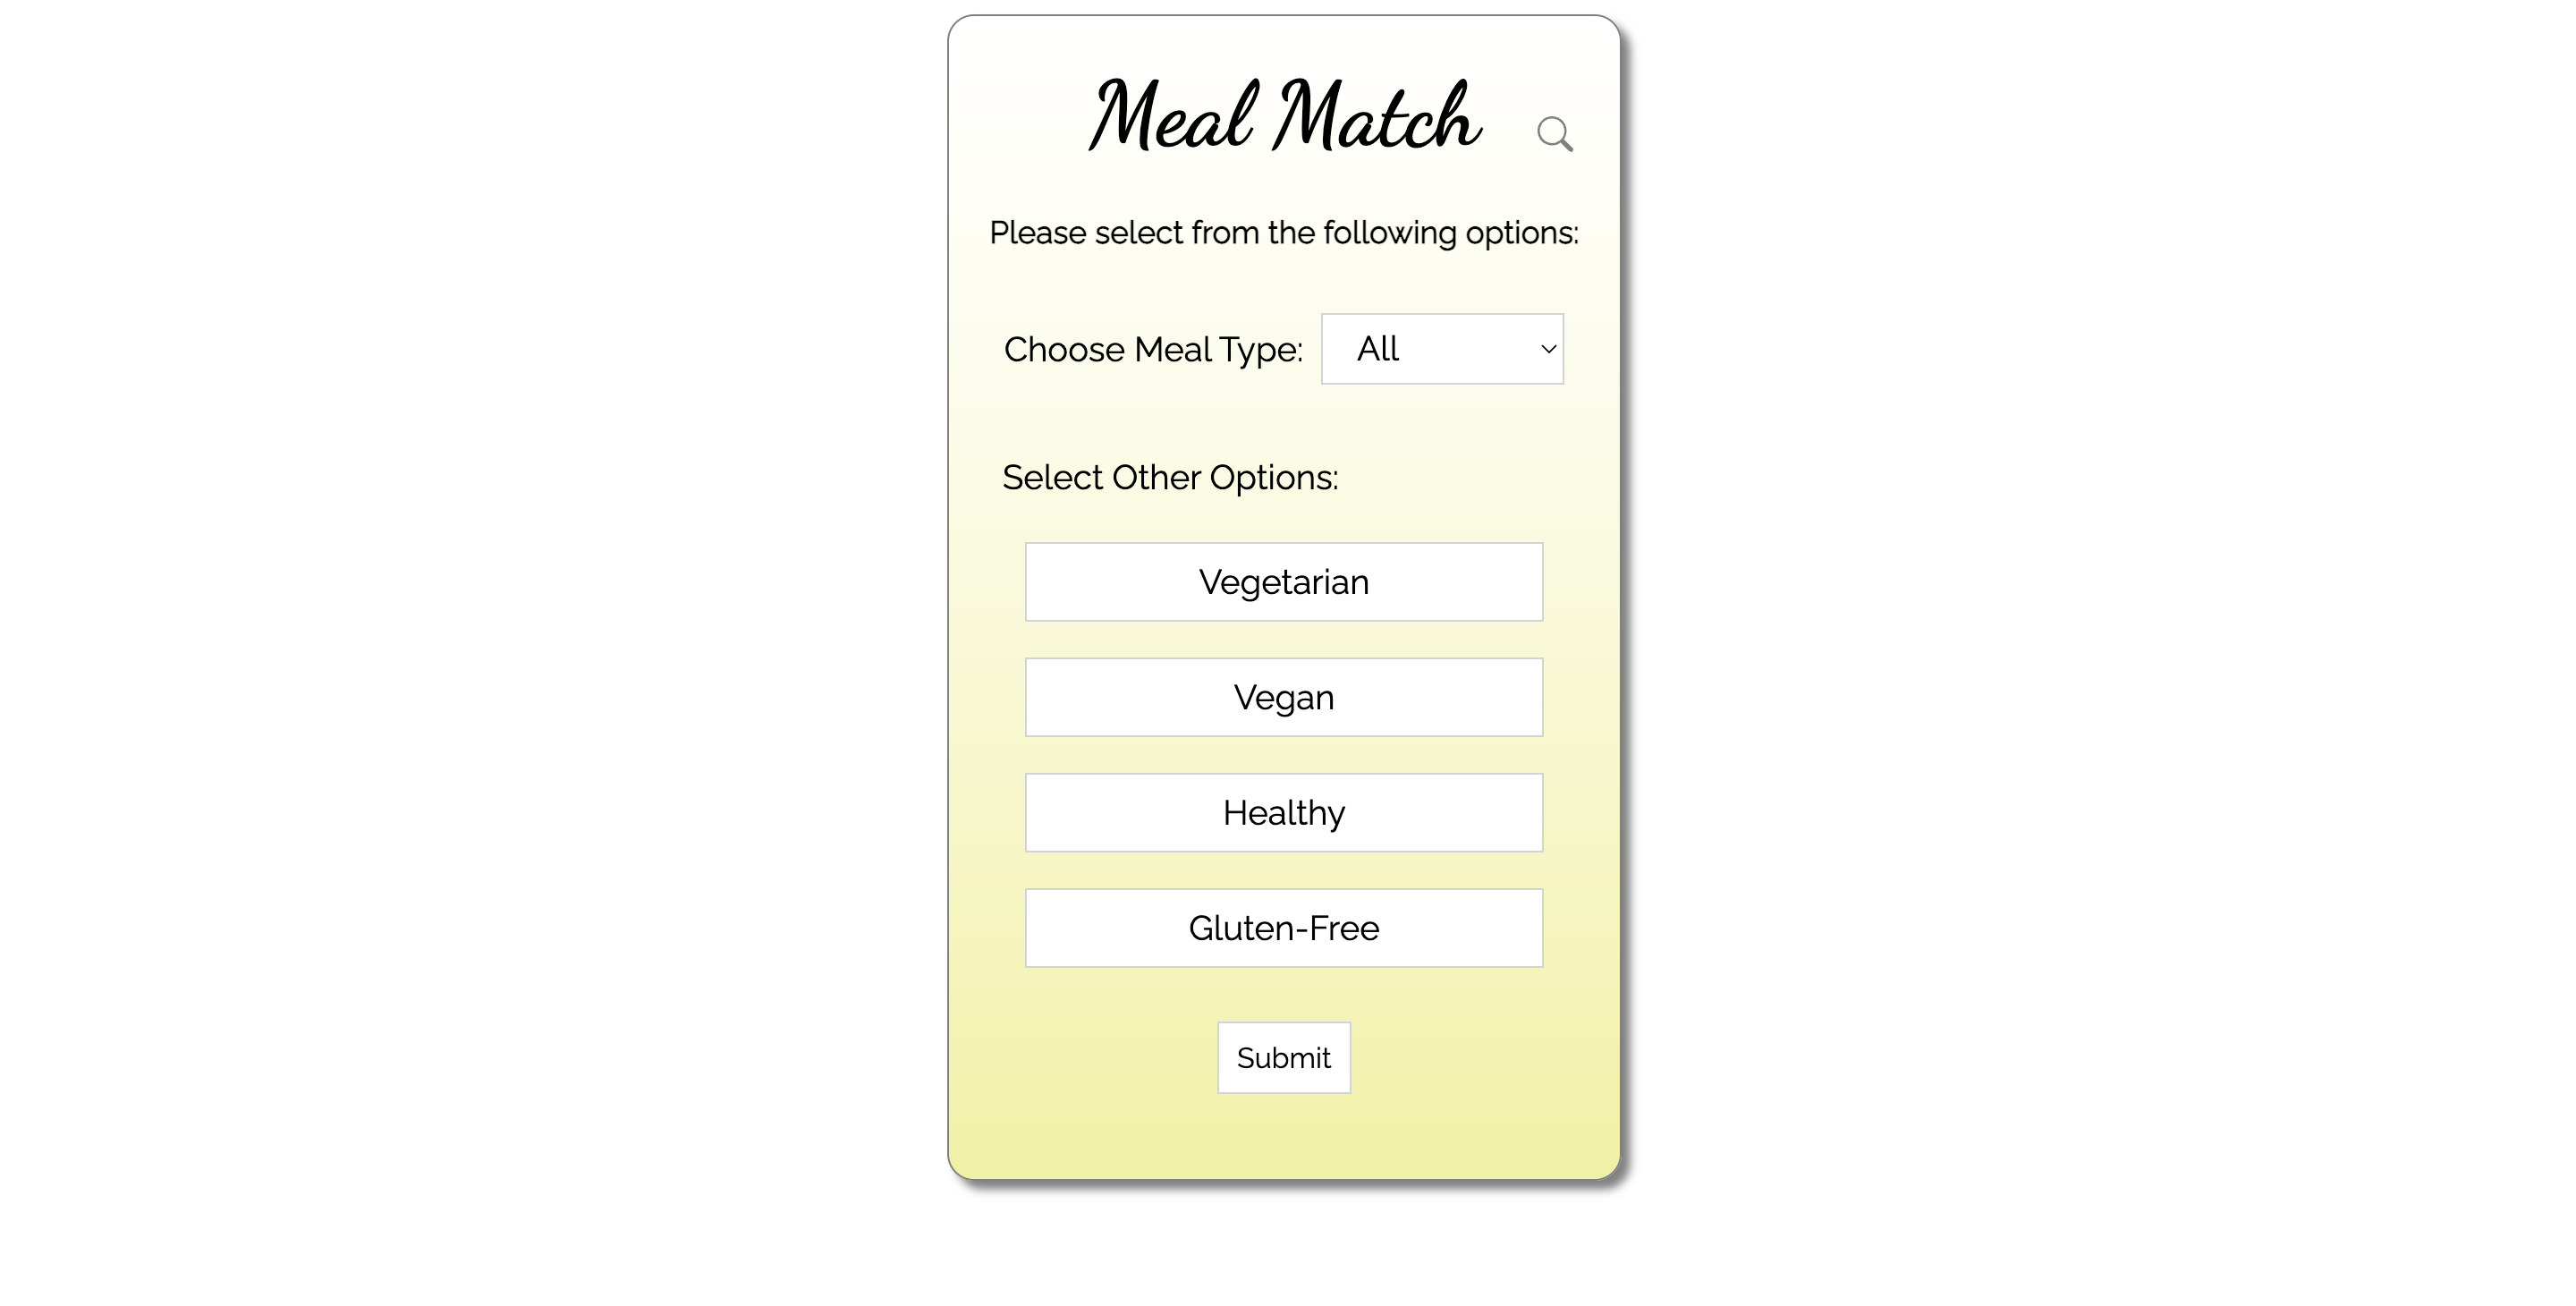 Meal Match
Please select from the following options:
Choose Meal Type: All
Select Other Options:
Vegetarian
Vegan
Healthy
Gluten-Free
Submit